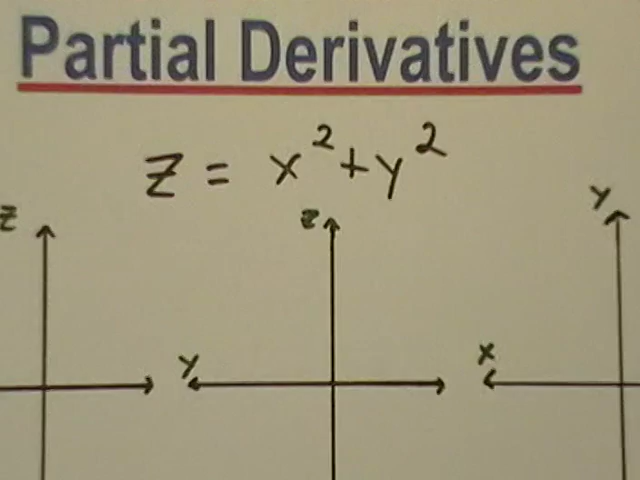 Partial Derivatives
z = x² + y²
z
z
y
y
x